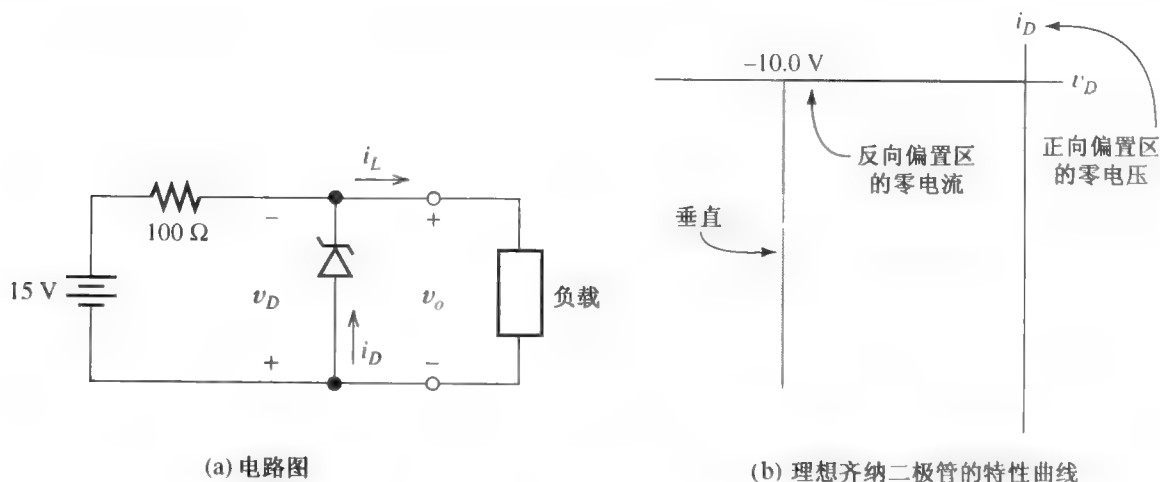 i_L
100 Ω
15 V
−
v_D
+
i_D
+
v_o
−
负载
(a) 电路图
i_D
−10.0 V
v_D
反向偏置区
的零电流
正向偏置区
的零电压
垂直
(b) 理想齐纳二极管的特性曲线